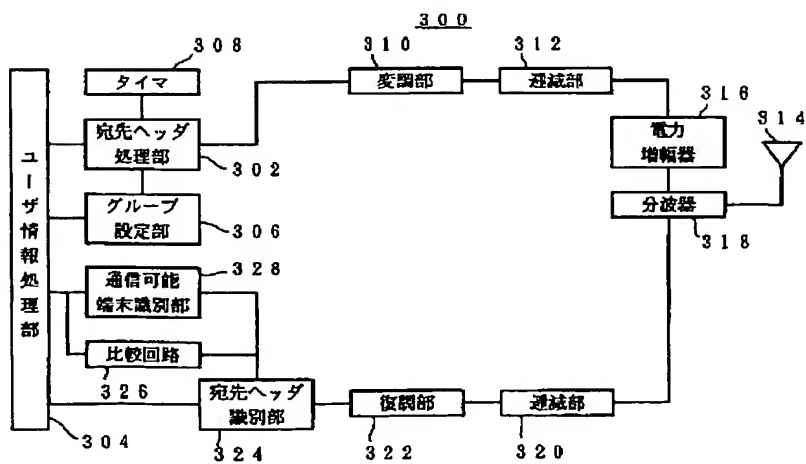 ３００
３０８
３１０
３１２
タイマ
変調部
逓減部
３１６
３１４
宛先ヘッダ
処理部
３０２
電力
増幅器
グループ
設定部
３０６
分波器
３１８
ユーザ情報処理部
通信可能
端末識別部
３２８
比較回路
３２６
宛先ヘッダ
識別部
復調部
逓減部
３０４
３２４
３２２
３２０